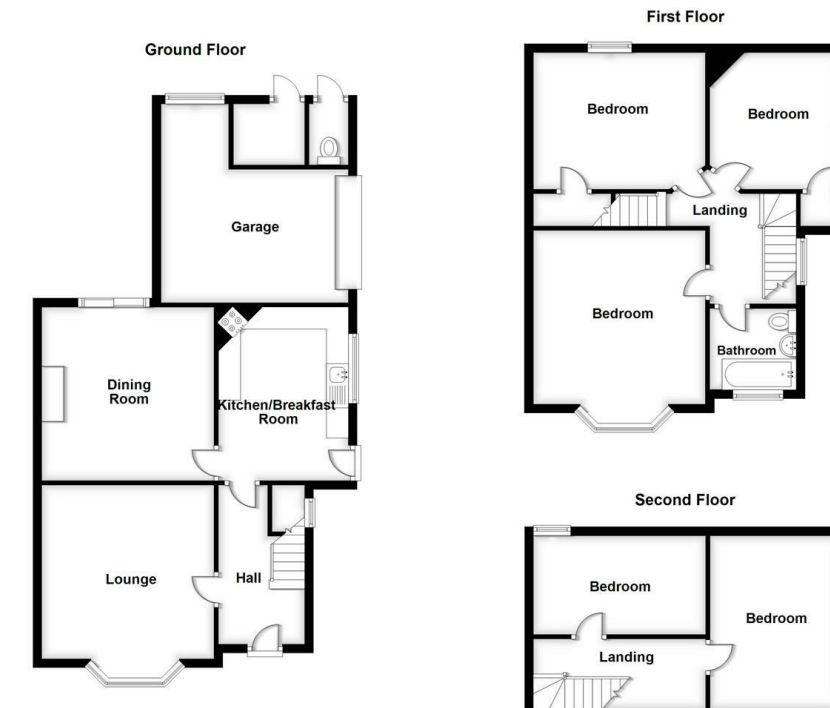 Ground Floor
Garage
Dining
Room
Kitchen/Breakfast
Room
Lounge
Hall
First Floor
Bedroom
Bedroom
Landing
Bedroom
Bathroom
Second Floor
Bedroom
Bedroom
Landing